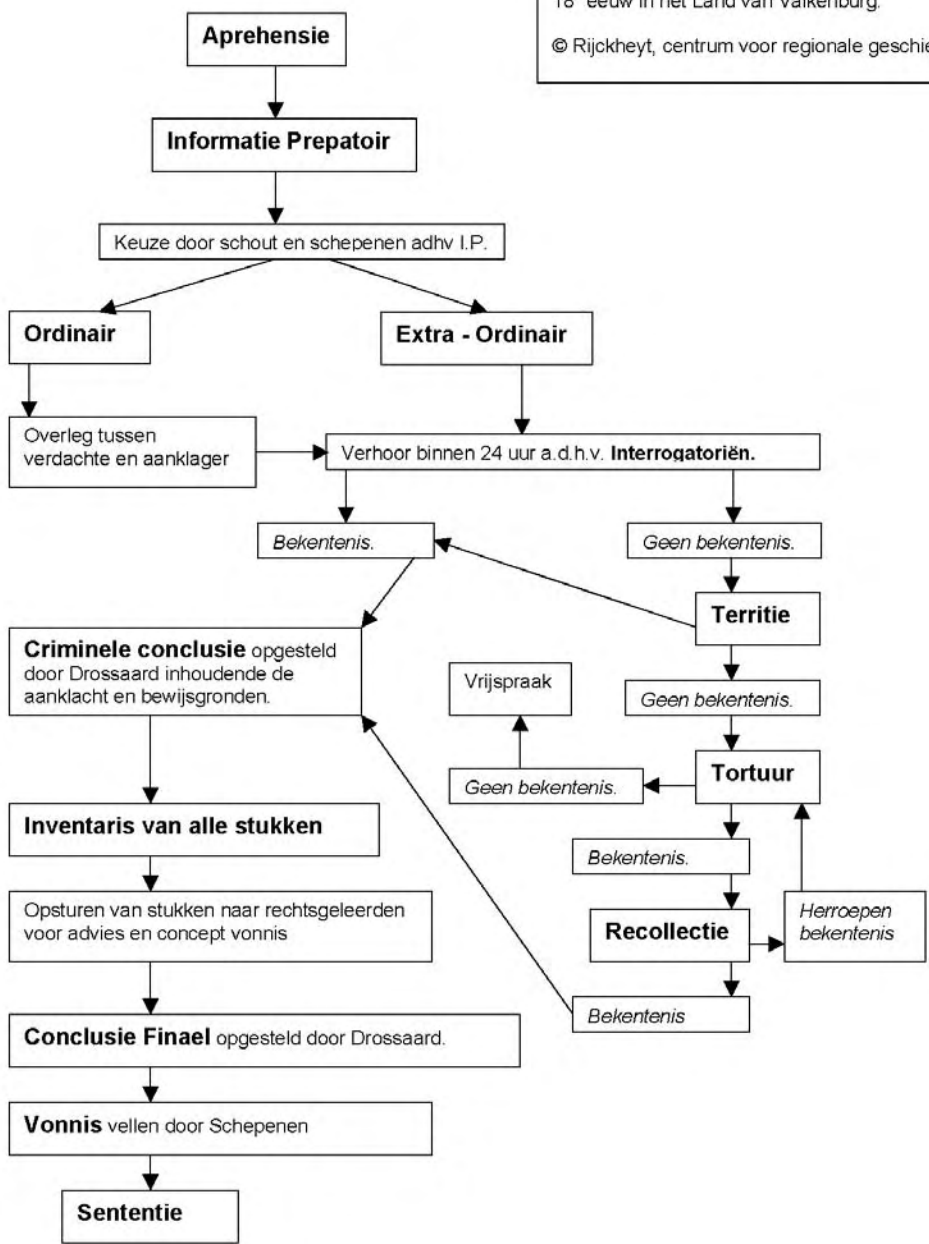 18e eeuw in het Land van Valkenburg.
© Rijckheyt, centrum voor regionale
Aprehensie
Informatie Prepatoir
Keuze door schout en schepenen adhv I.P.
Ordinair
Extra - Ordinair
Overleg tussen
verdachte en aanklager
Verhoor binnen 24 uur a.d.h.v. Interrogatoriën.
Bekentenis.
Geen bekentenis.
Territie
Criminele conclusie opgesteld
door Drossaard inhoudende de
aanklacht en bewijsgronden.
Vrijspraak
Geen bekentenis.
Tortuur
Geen bekentenis.
Inventaris van alle stukken
Bekentenis.
Opsturen van stukken naar rechtsgeleerden
voor advies en concept vonnis
Recollectie
Herroepen
bekentenis
Bekentenis
Conclusie Finael opgesteld door Drossaard.
Vonnis vellen door Schepenen
Sententie